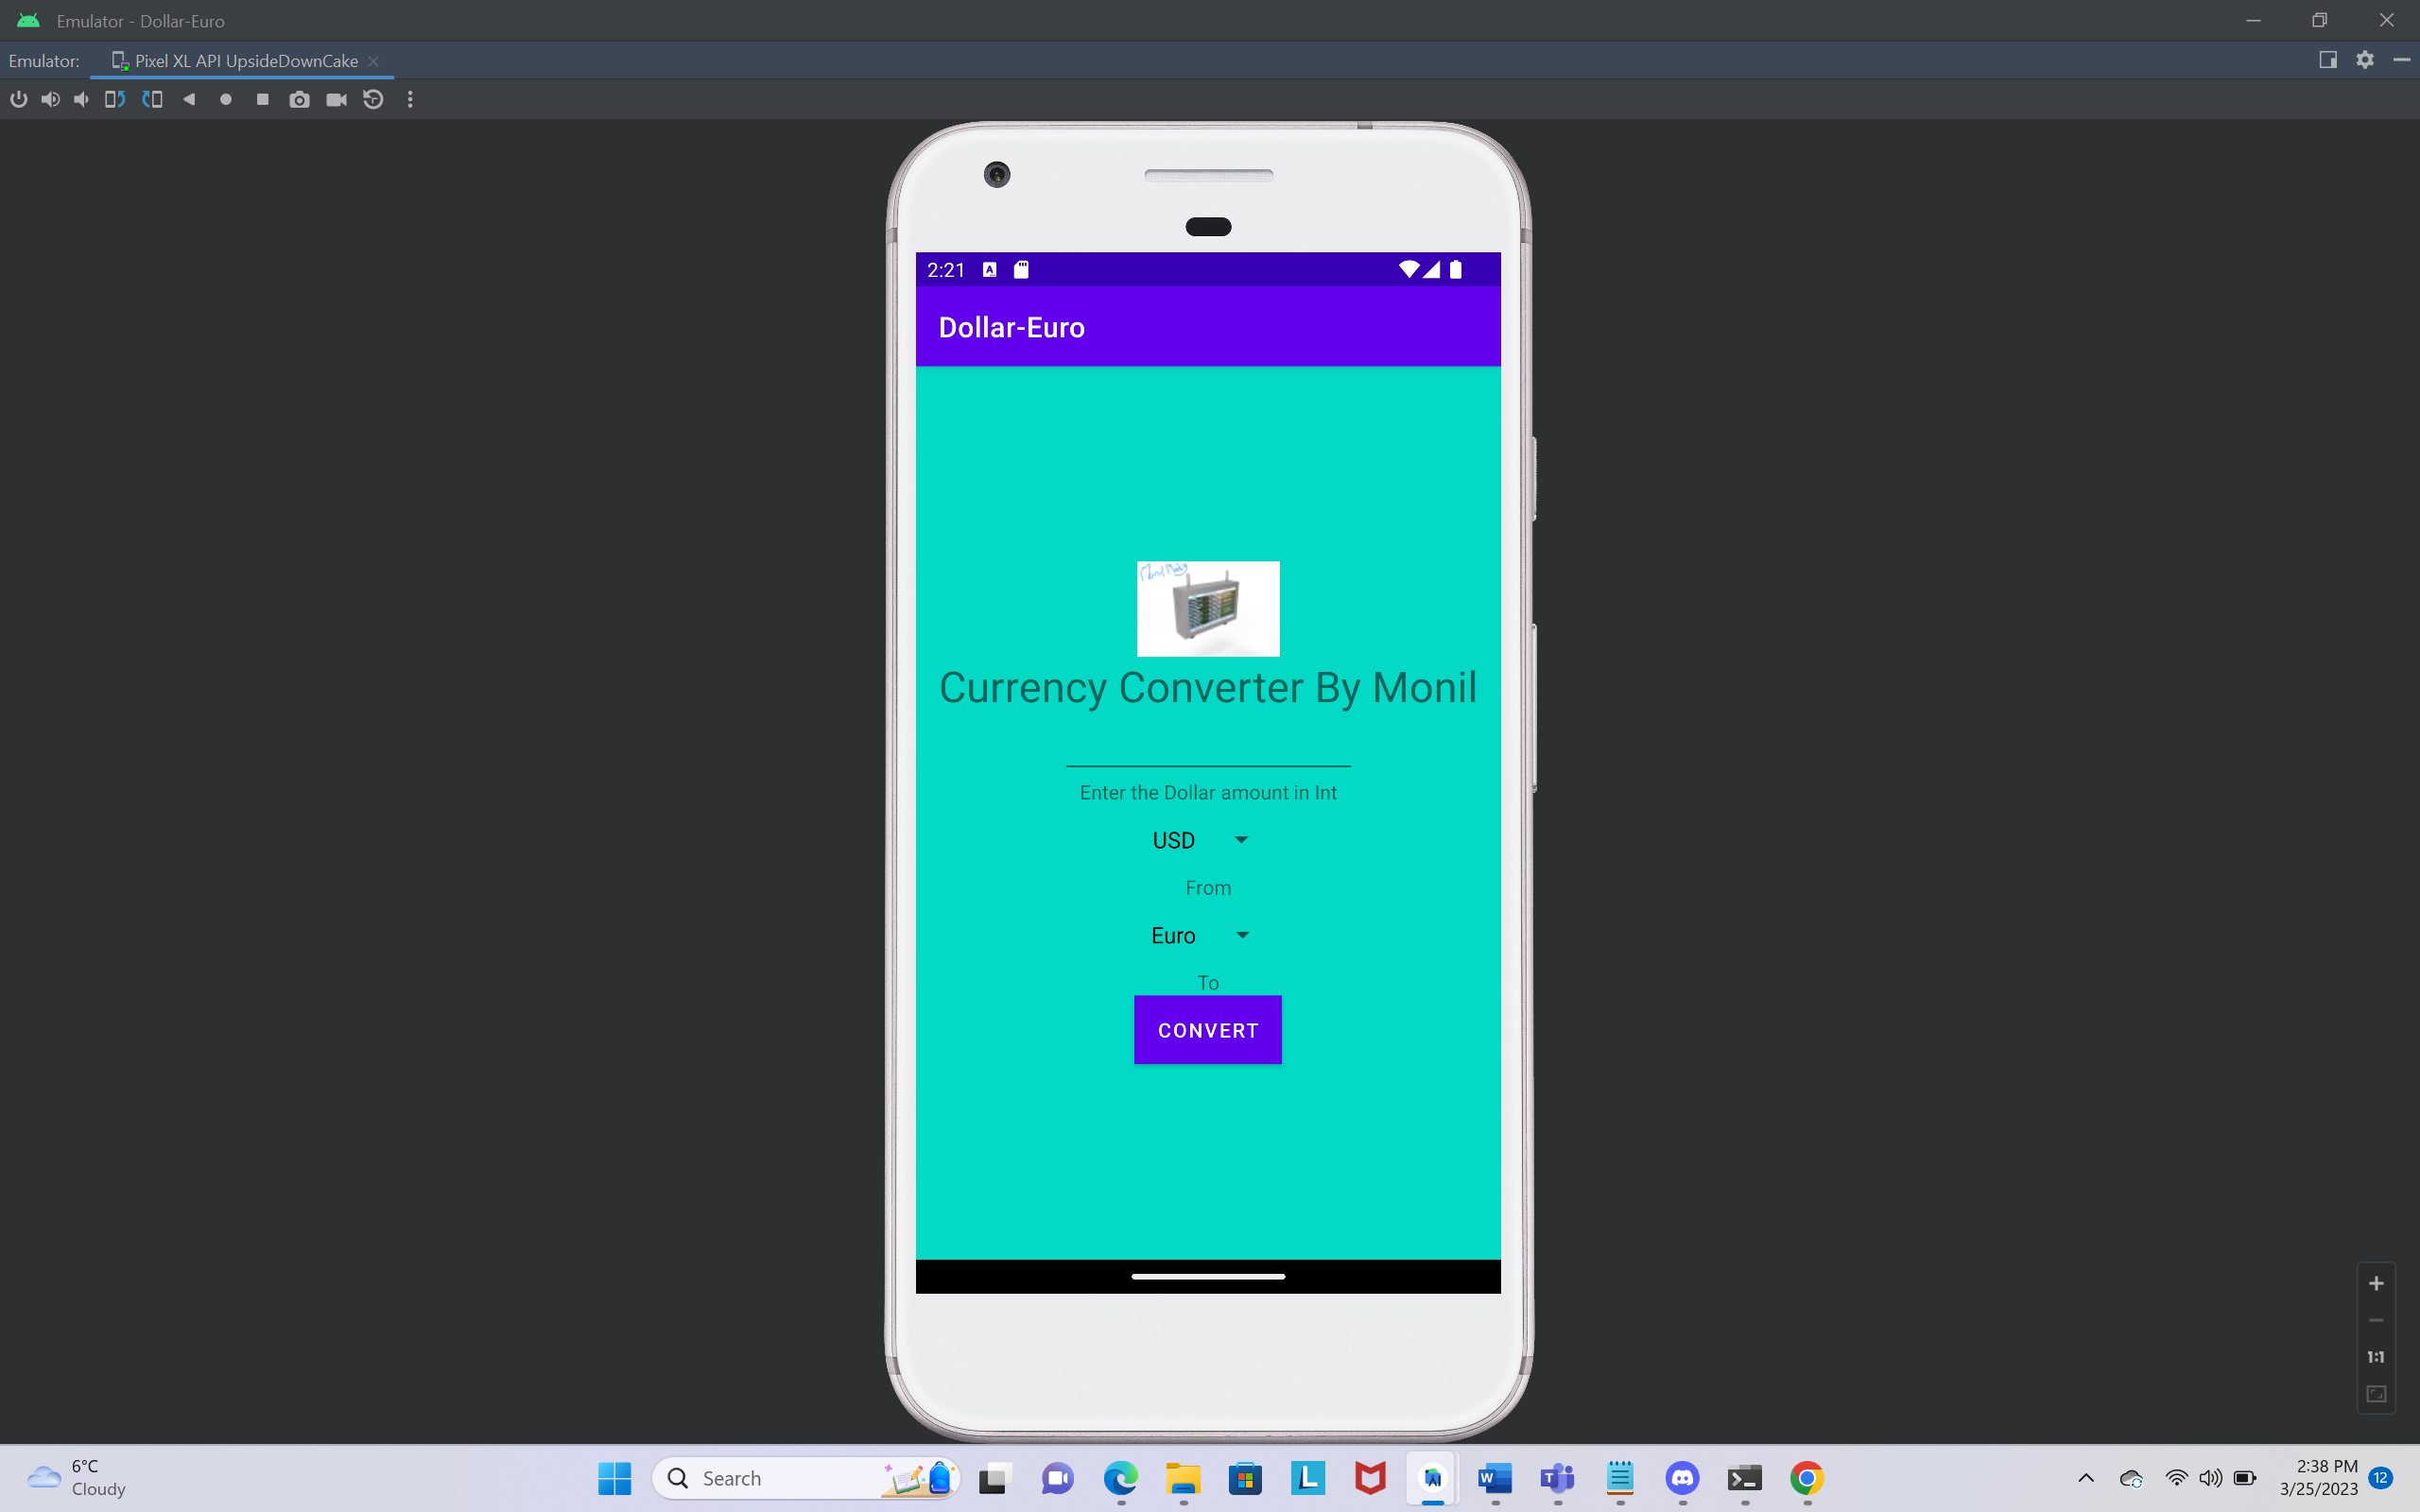 Emulator - Dollar-Euro
Emulator: Pixel XL API UpsideDownCake
2:21
Dollar-Euro
Currency Converter By Monil
Enter the Dollar amount in Int
USD
From
Euro
To
CONVERT
1:1
6°C
Cloudy
Search
2:38 PM
3/25/2023
12